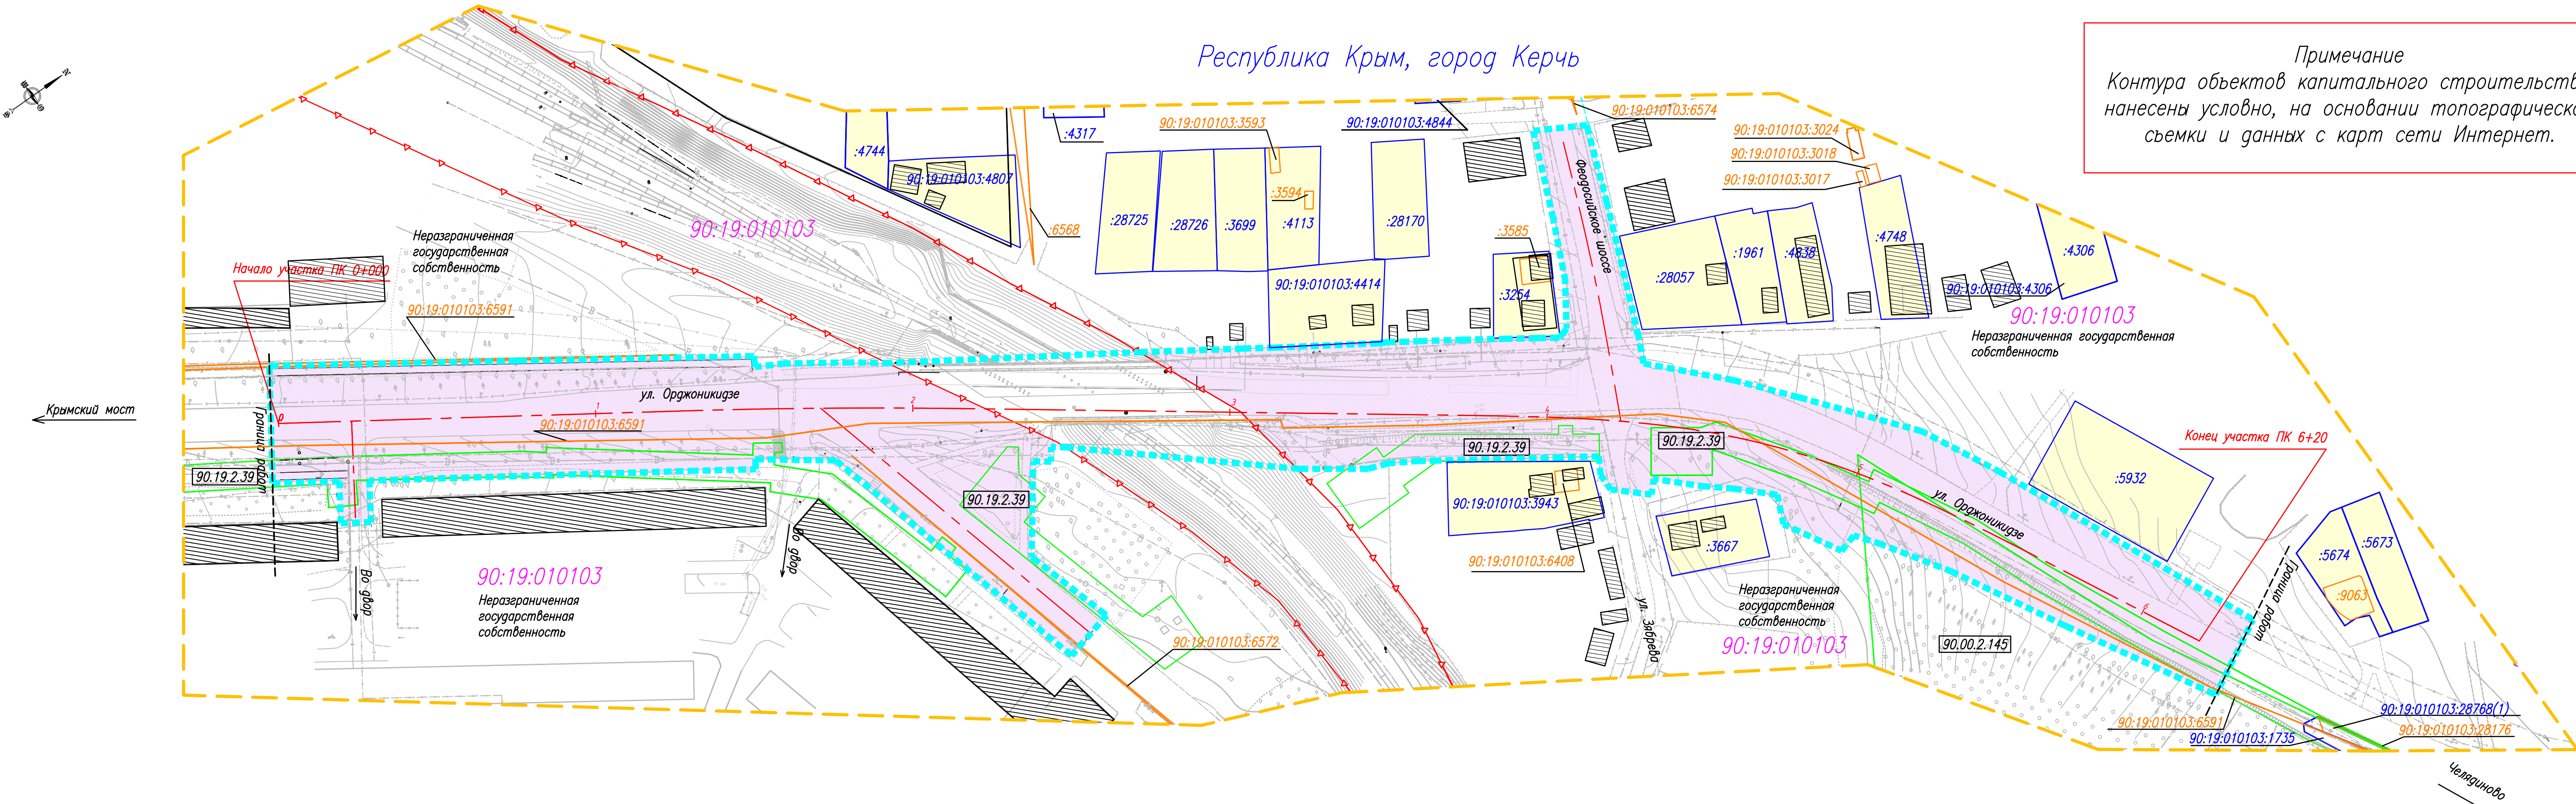 Республика Крым, город Керчь
Примечание
Контура объектов капитального строительств
нанесены условно, на основании топографическо
съемки и данных с карт сети Интернет.
Крымский мост
Начало участка ПК 0+000
Неразграниченная
государственная
собственность
90:19:010103
90:19:010103:6591
Граница работ
90.19.2.39
0
1
2
3
4
5
6
ул. Орджоникидзе
90:19:010103:6591
Во двор
90:19:010103
Неразграниченная
государственная
собственность
Во двор
:4744
90:19:010103:4807
:6568
:4317
90:19:010103:3593
:28725
:28726
:3699
:3594
:4113
90:19:010103:4414
90:19:010103:4844
:28170
:3585
:3254
Феодосийское шоссе
90:19:010103:6574
90:19:010103:3024
90:19:010103:3018
90:19:010103:3017
:28057
:1961
:4838
:4748
:4306
90:19:010103:4306
90:19:010103
Неразграниченная государственная
собственность
90.19.2.39
90:19:010103:6572
90.19.2.39
90.19.2.39
90:19:010103:3943
90:19:010103:6408
:3667
ул. Зябрева
Неразграниченная
государственная
собственность
90:19:010103
ул. Орджоникидзе
90.00.2.145
:5932
Конец участка ПК 6+20
Граница работ
:5674
:5673
:9063
90:19:010103:6591
90:19:010103:28768(1)
90:19:010103:28176
90:19:010103:1735
Челядиново